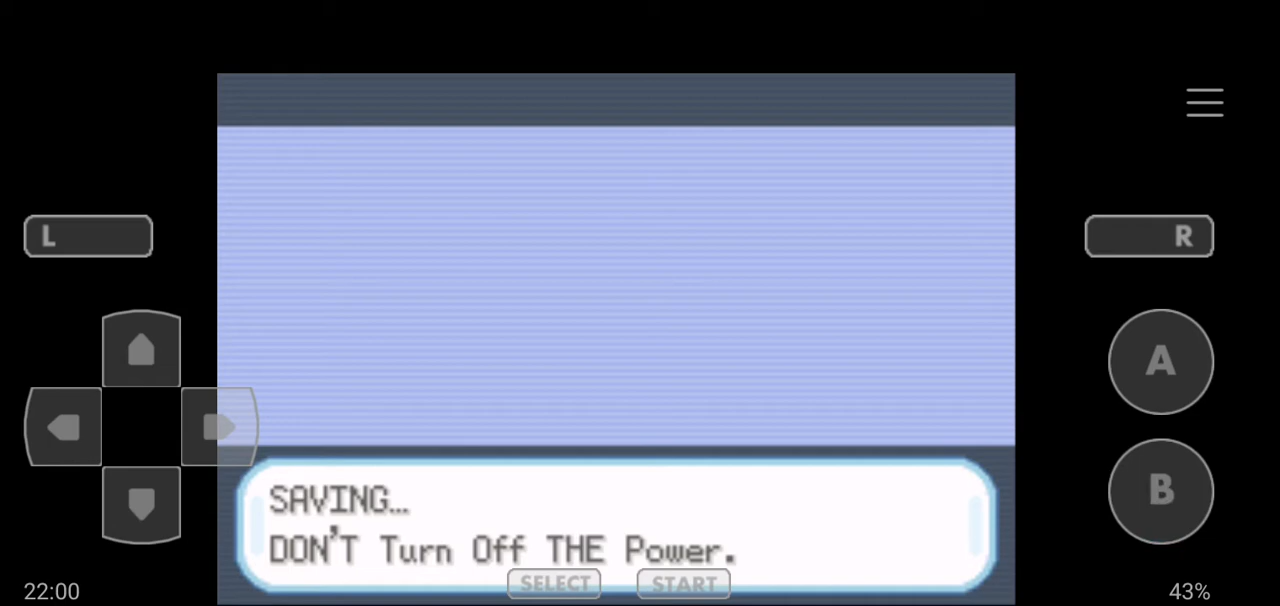 L
R
A
B
SAVING…
DON'T Turn Off THE Power.
SELECT
START
22:00
43%